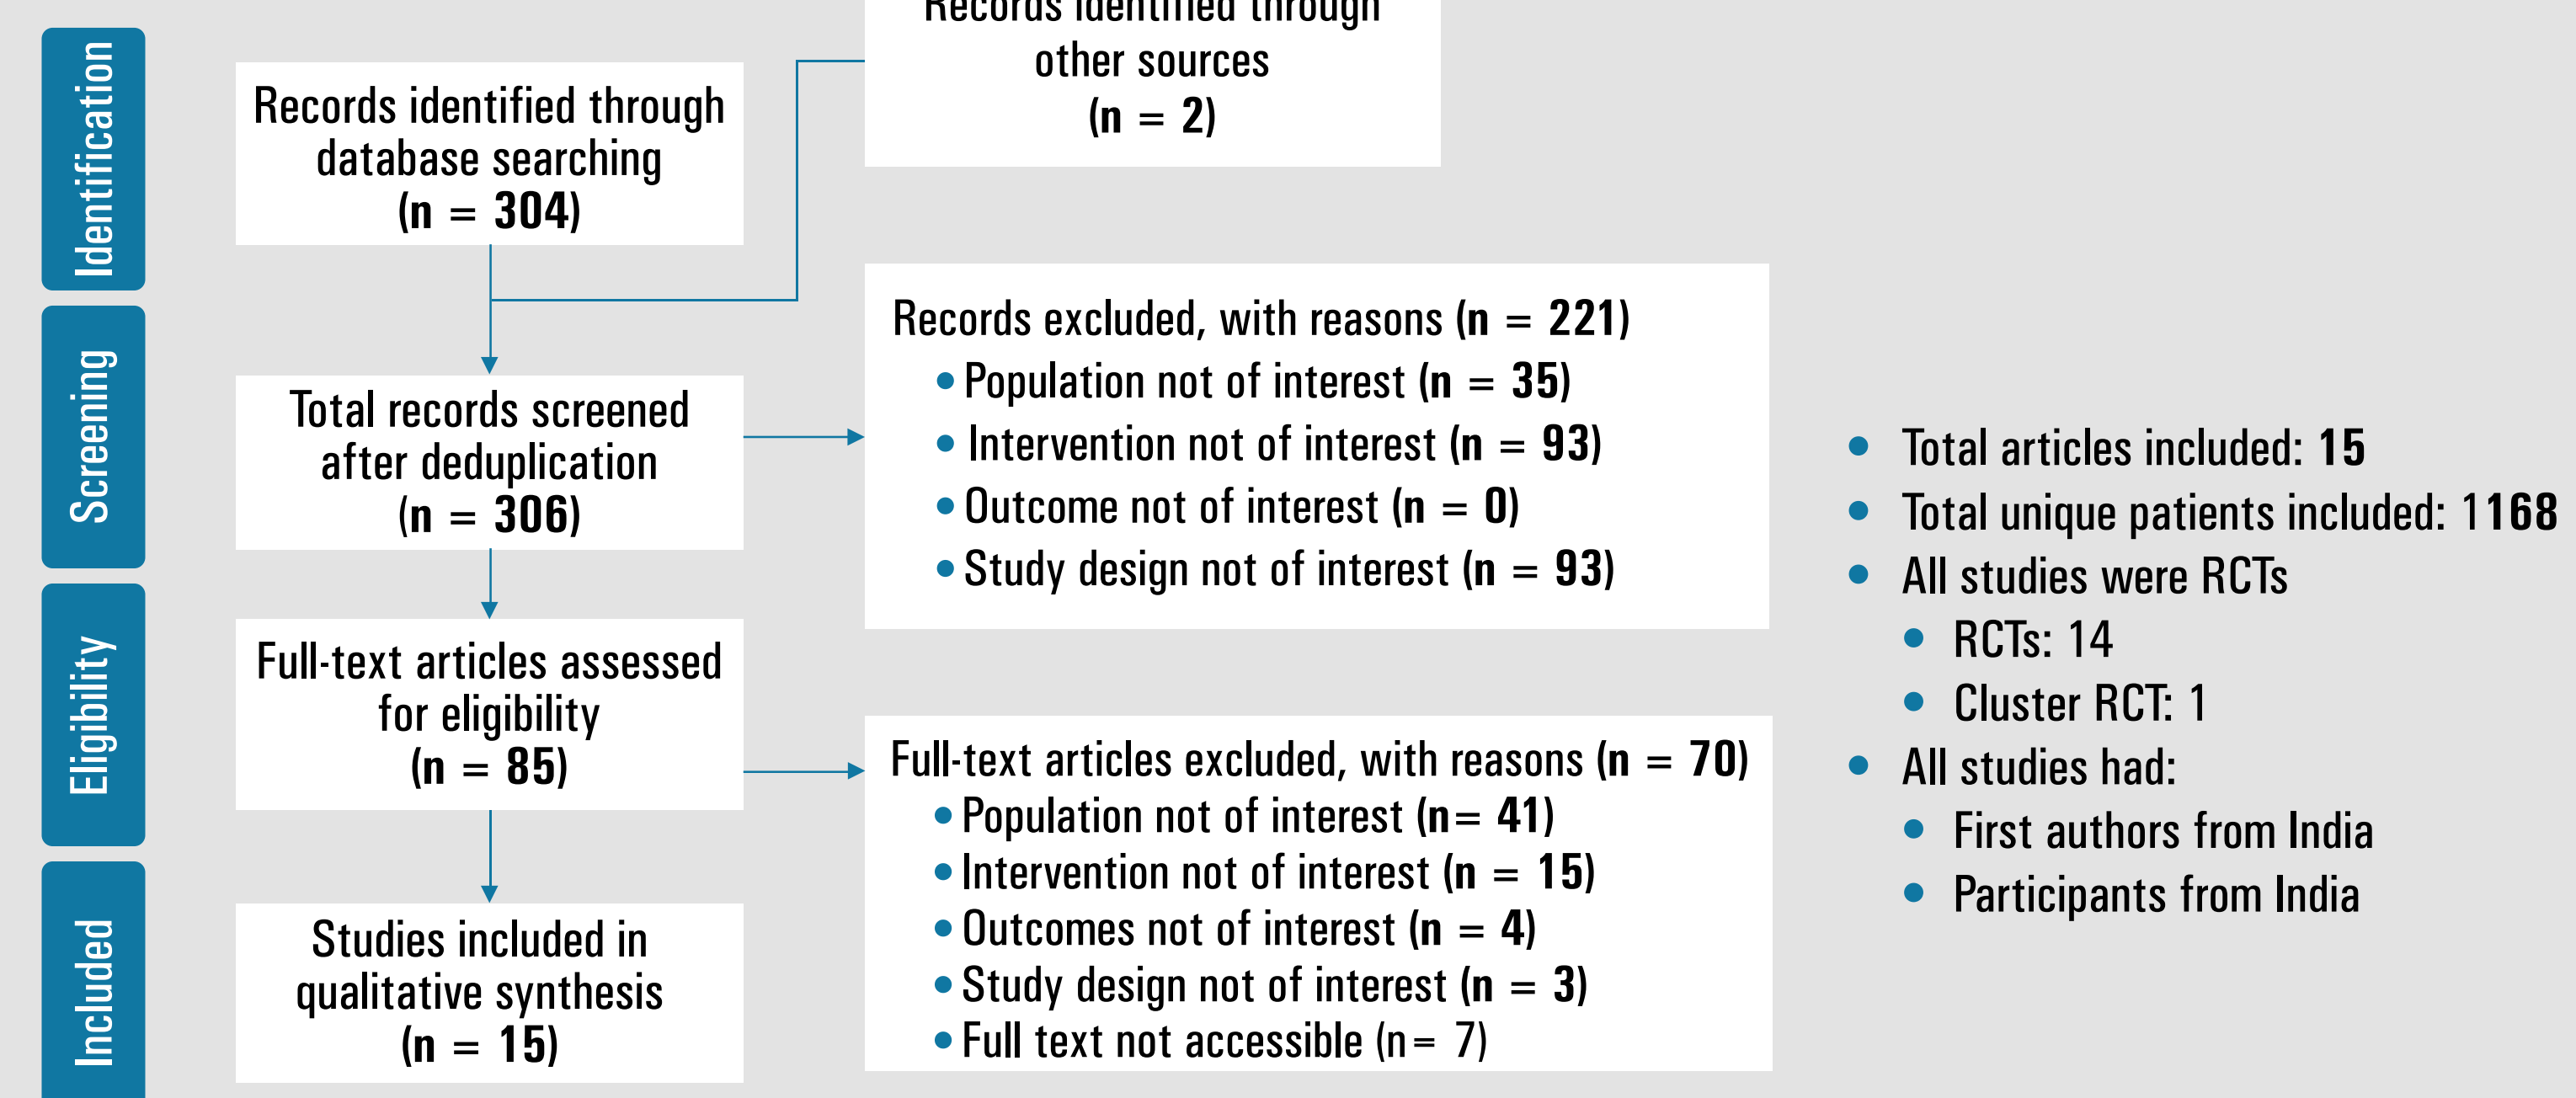 Identification
Records identified through
database searching
(n = 304)
Records identified through
other sources
(n = 2)
Screening
Total records screened
after deduplication
(n = 306)
Records excluded, with reasons (n = 221)
• Population not of interest (n = 35)
• Intervention not of interest (n = 93)
• Outcome not of interest (n = 0)
• Study design not of interest (n = 93)
Eligibility
Full-text articles assessed
for eligibility
(n = 85)
Full-text articles excluded, with reasons (n = 70)
• Population not of interest (n= 41)
• Intervention not of interest (n = 15)
• Outcomes not of interest (n = 4)
• Study design not of interest (n = 3)
• Full text not accessible (n= 7)
Included
Studies included in
qualitative synthesis
(n = 15)
• Total articles included: 15
• Total unique patients included: 1168
• All studies were RCTs
• RCTs: 14
• Cluster RCT: 1
• All studies had:
• First authors from India
• Participants from India